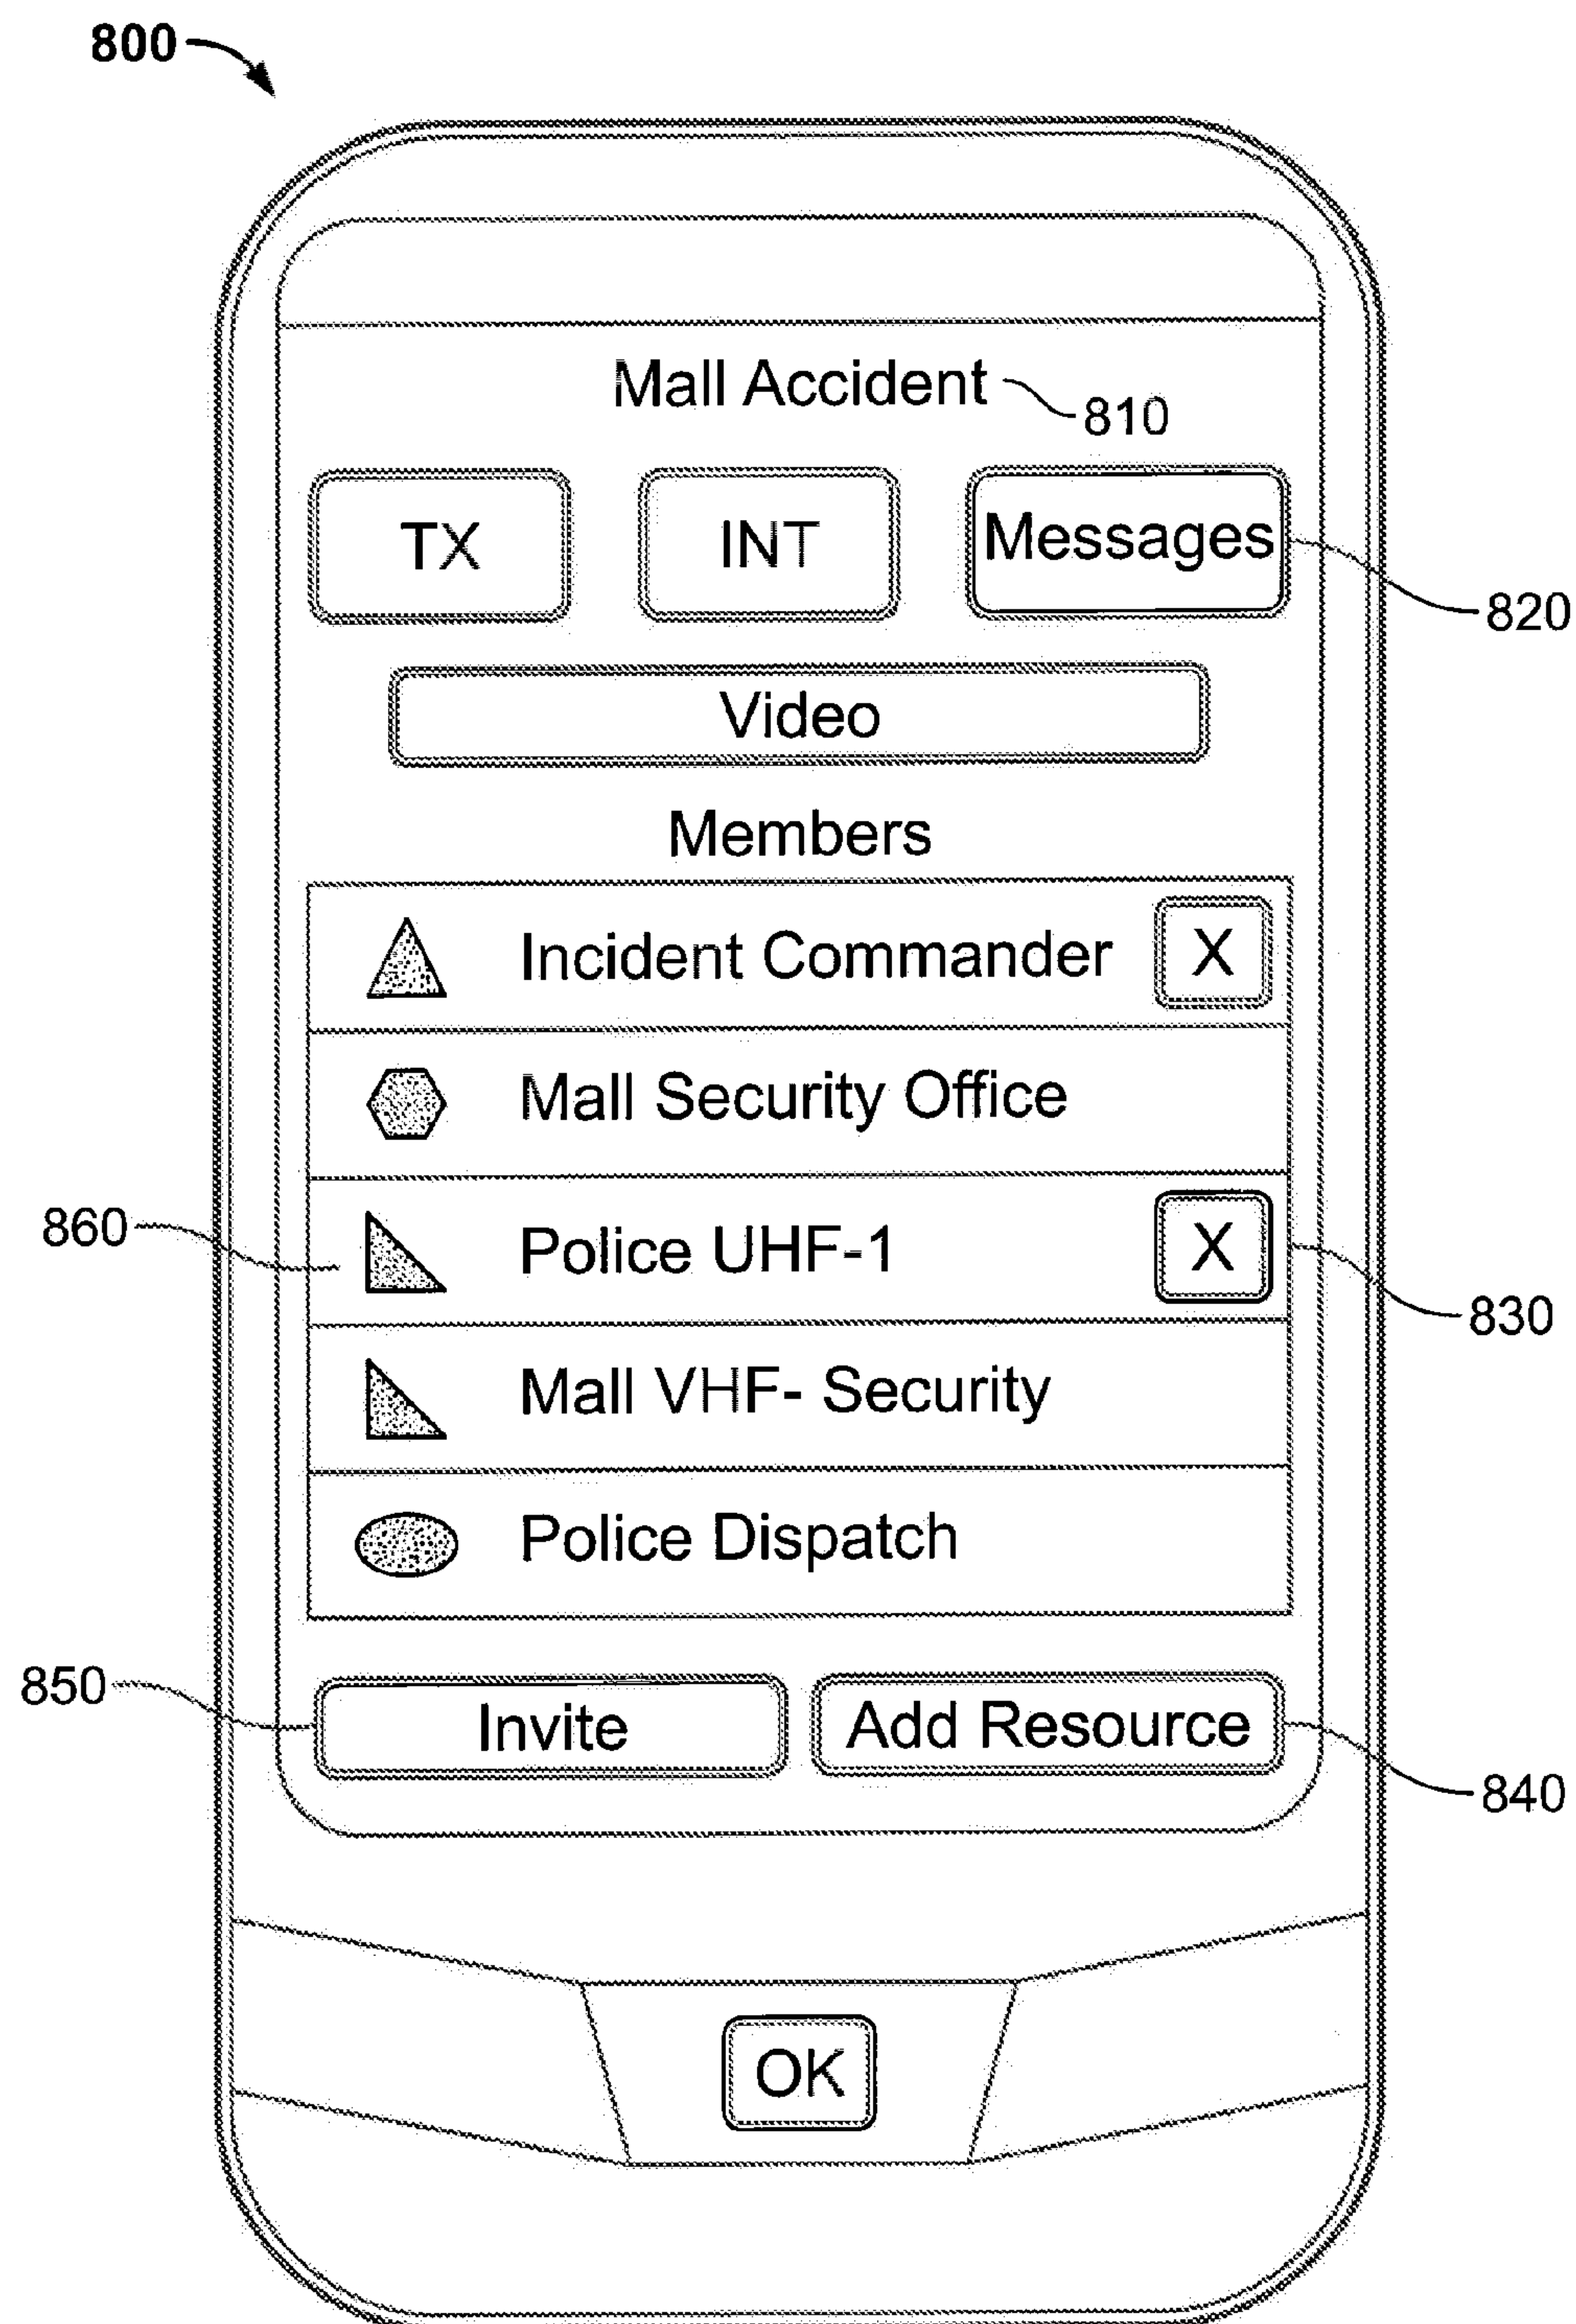 800
Mall Accident
810
TX INT Messages
820
Video
Members
Incident Commander X
Mall Security Office
860
Police UHF-1 X
830
Mall VHF- Security
Police Dispatch
850
Invite Add Resource
840
OK